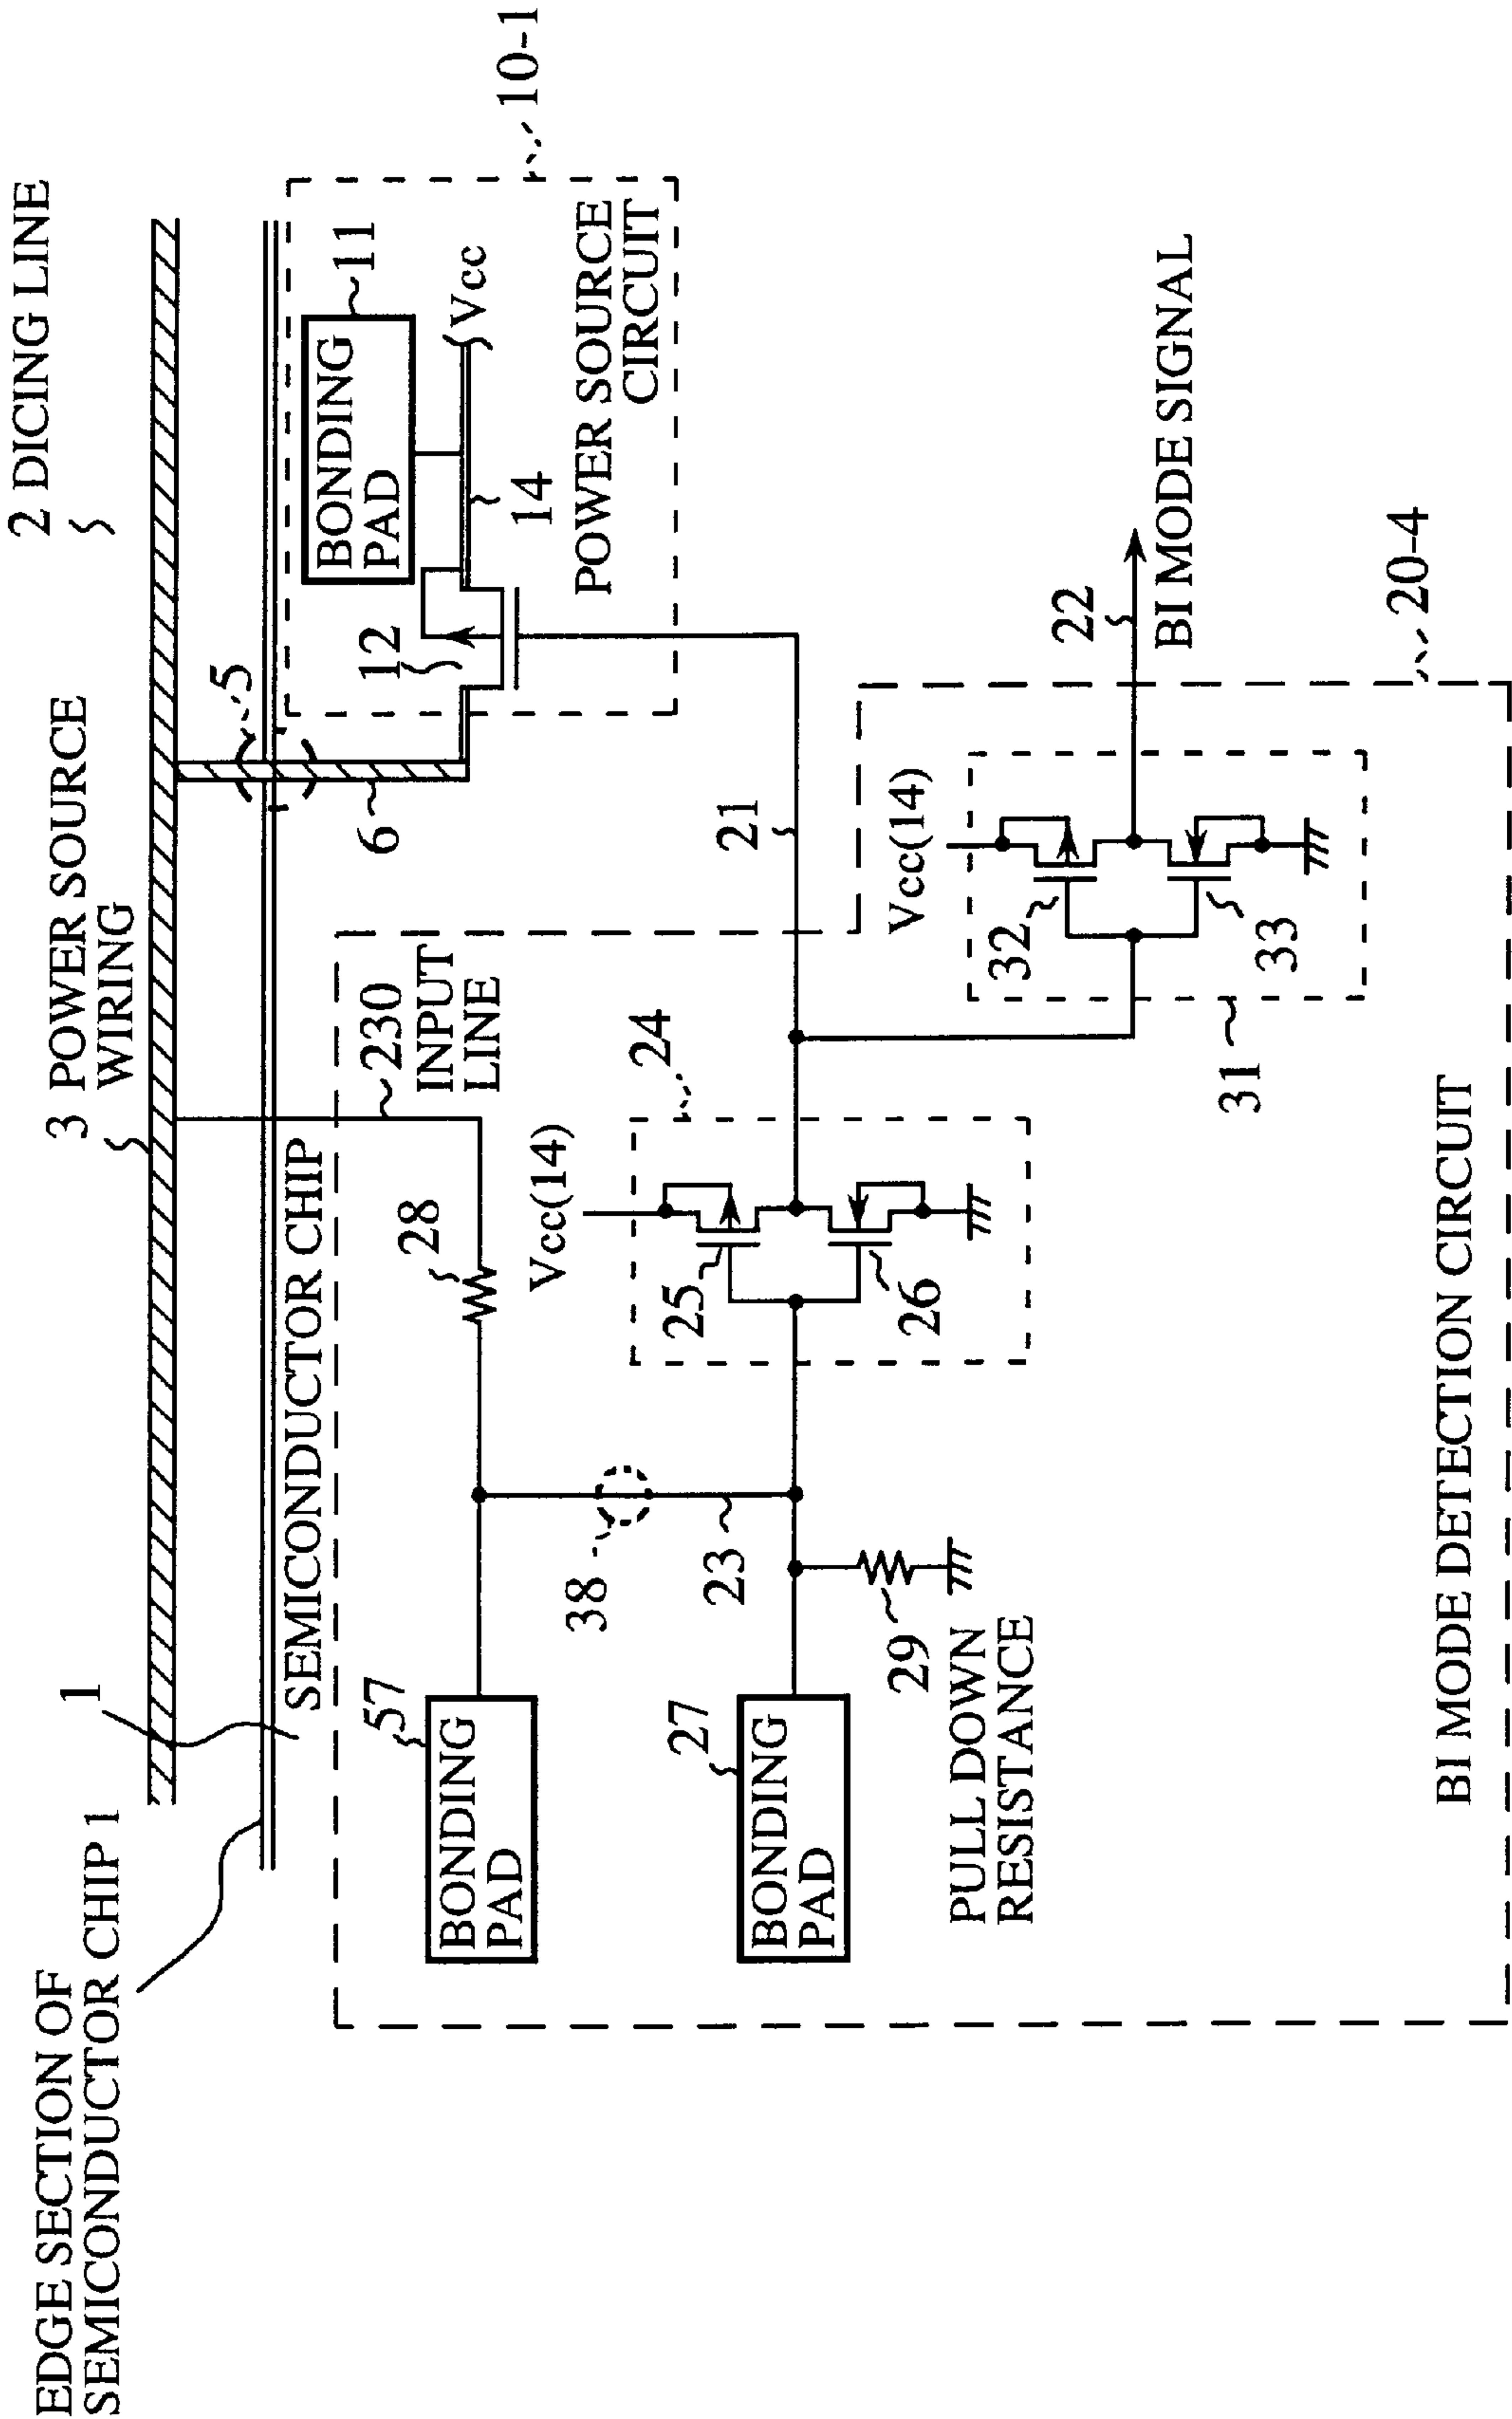 2 DICING LINE
3 POWER SOURCE
WIRING
1
EDGE SECTION OF
SEMICONDUCTOR CHIP 1
SEMICONDUCTOR CHIP
5
6
10-1
BONDING
PAD
11
12
Vcc
14
POWER SOURCE
CIRCUIT
230
INPUT
LINE
28
57
BONDING
PAD
38
23
27
BONDING
PAD
29
PULL DOWN
RESISTANCE
Vcc(14)
24
25
26
21
Vcc(14)
32
33
31
22
BI MODE SIGNAL
20-4
BI MODE DETECTION CIRCUIT